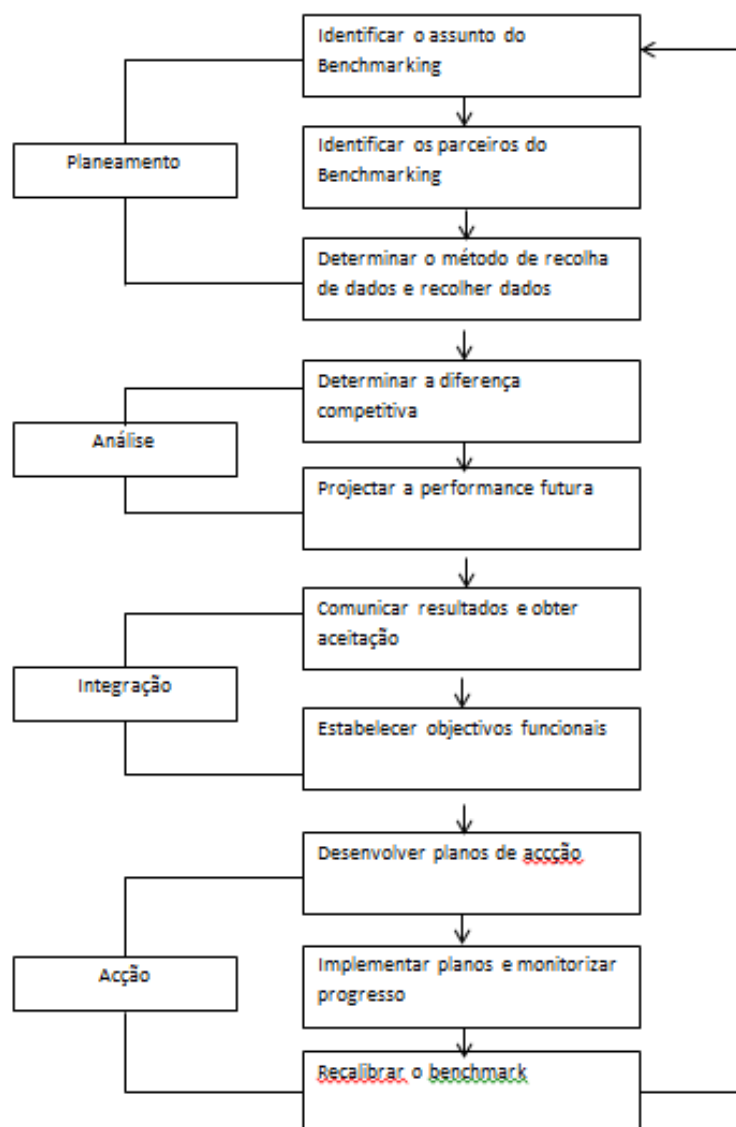 Identificar o assunto do
Benchmarking
Planeamento
Identificar os parceiros do
Benchmarking
Determinar o método de recolha
de dados e recolher dados
Determinar a diferença
competitiva
Análise
Projectar a performance futura
Comunicar resultados e obter
aceitação
Integração
Estabelecer objectivos funcionais
Desenvolver planos de accção
Acção
Implementar planos e monitorizar
progresso
Recalibrar o benchmark